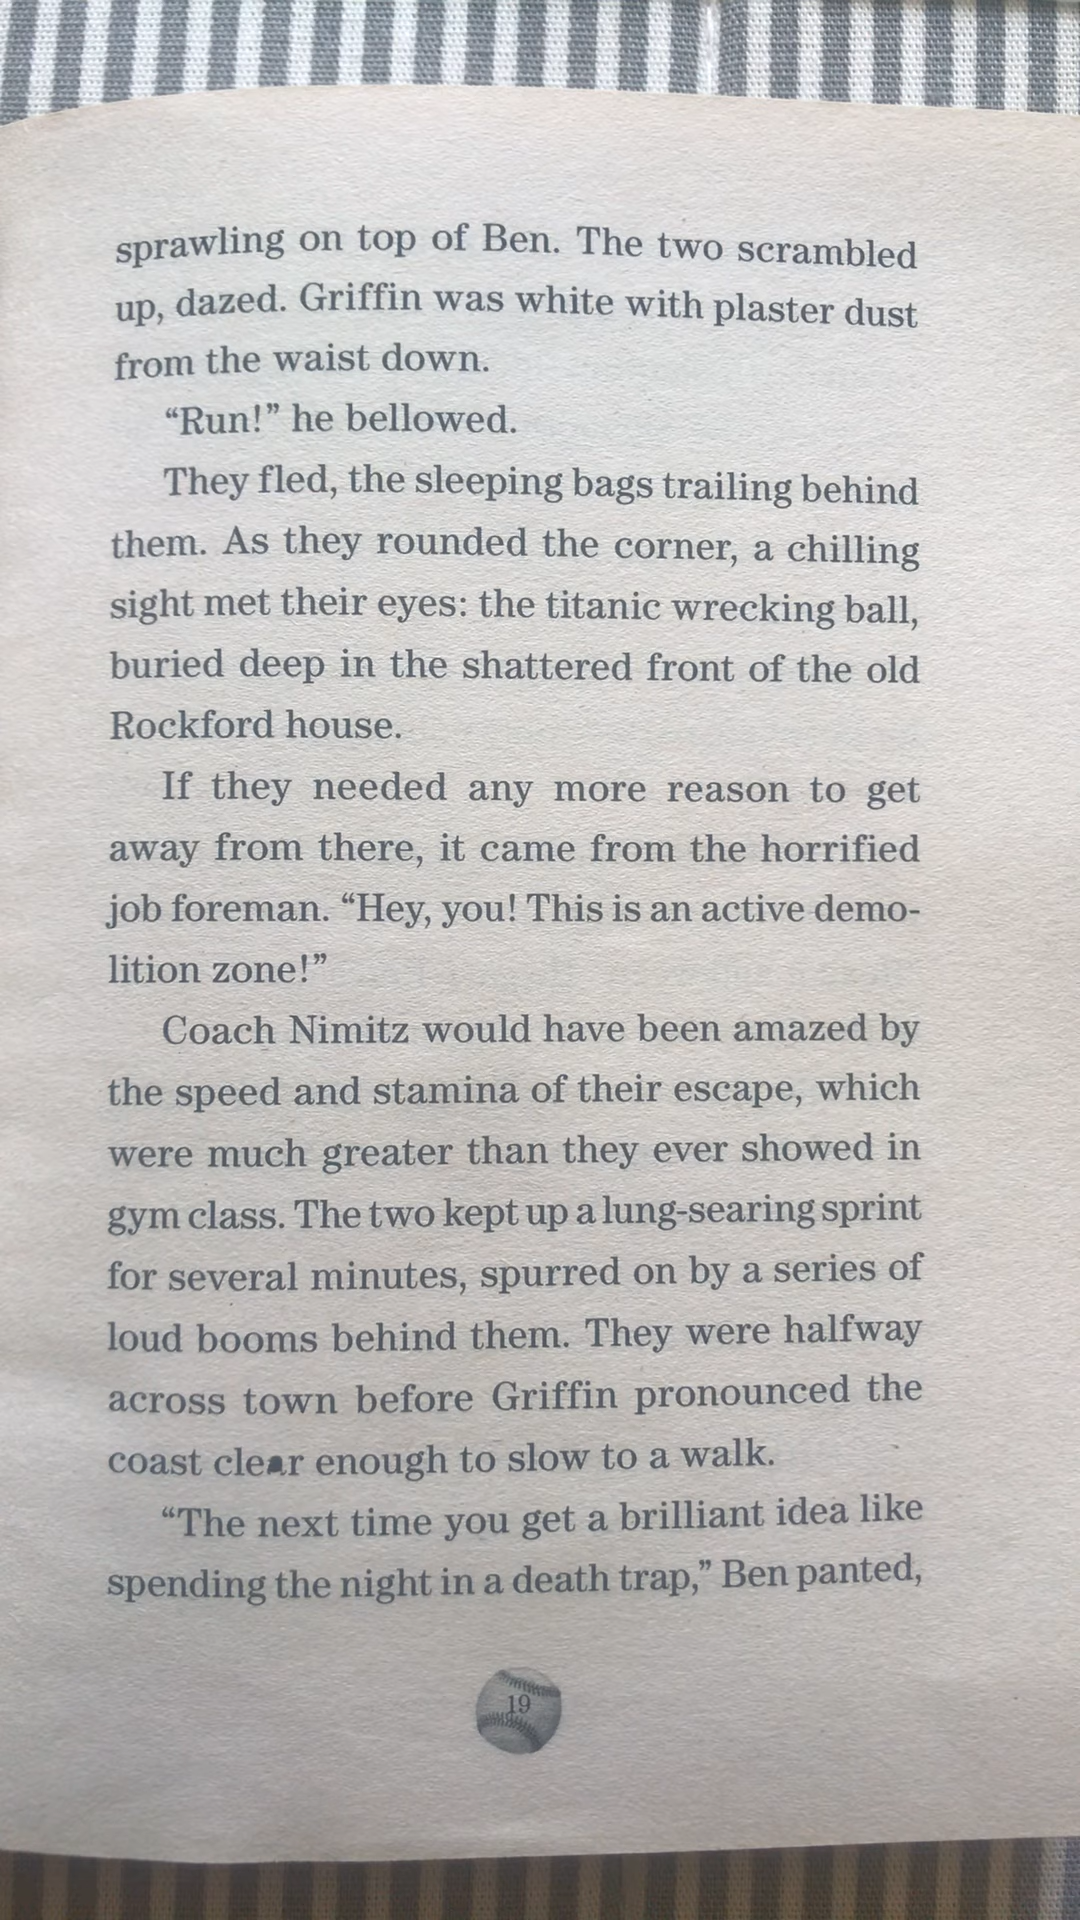 sprawling on top of Ben. The two scrambled
up, dazed. Griffin was white with plaster dust
from the waist down.
“Run!” he bellowed.
They fled, the sleeping bags trailing behind
them. As they rounded the corner, a chilling
sight met their eyes: the titanic wrecking ball,
buried deep in the shattered front of the old
Rockford house.
If they needed any more reason to get
away from there, it came from the horrified
job foreman. “Hey, you! This is an active demo-
lition zone!”
Coach Nimitz would have been amazed by
the speed and stamina of their escape, which
were much greater than they ever showed in
gym class. The two kept up a lung-searing sprint
for several minutes, spurred on by a series of
loud booms behind them. They were halfway
across town before Griffin pronounced the
coast clear enough to slow to a walk.
“The next time you get a brilliant idea like
spending the night in a death trap,” Ben panted,
19